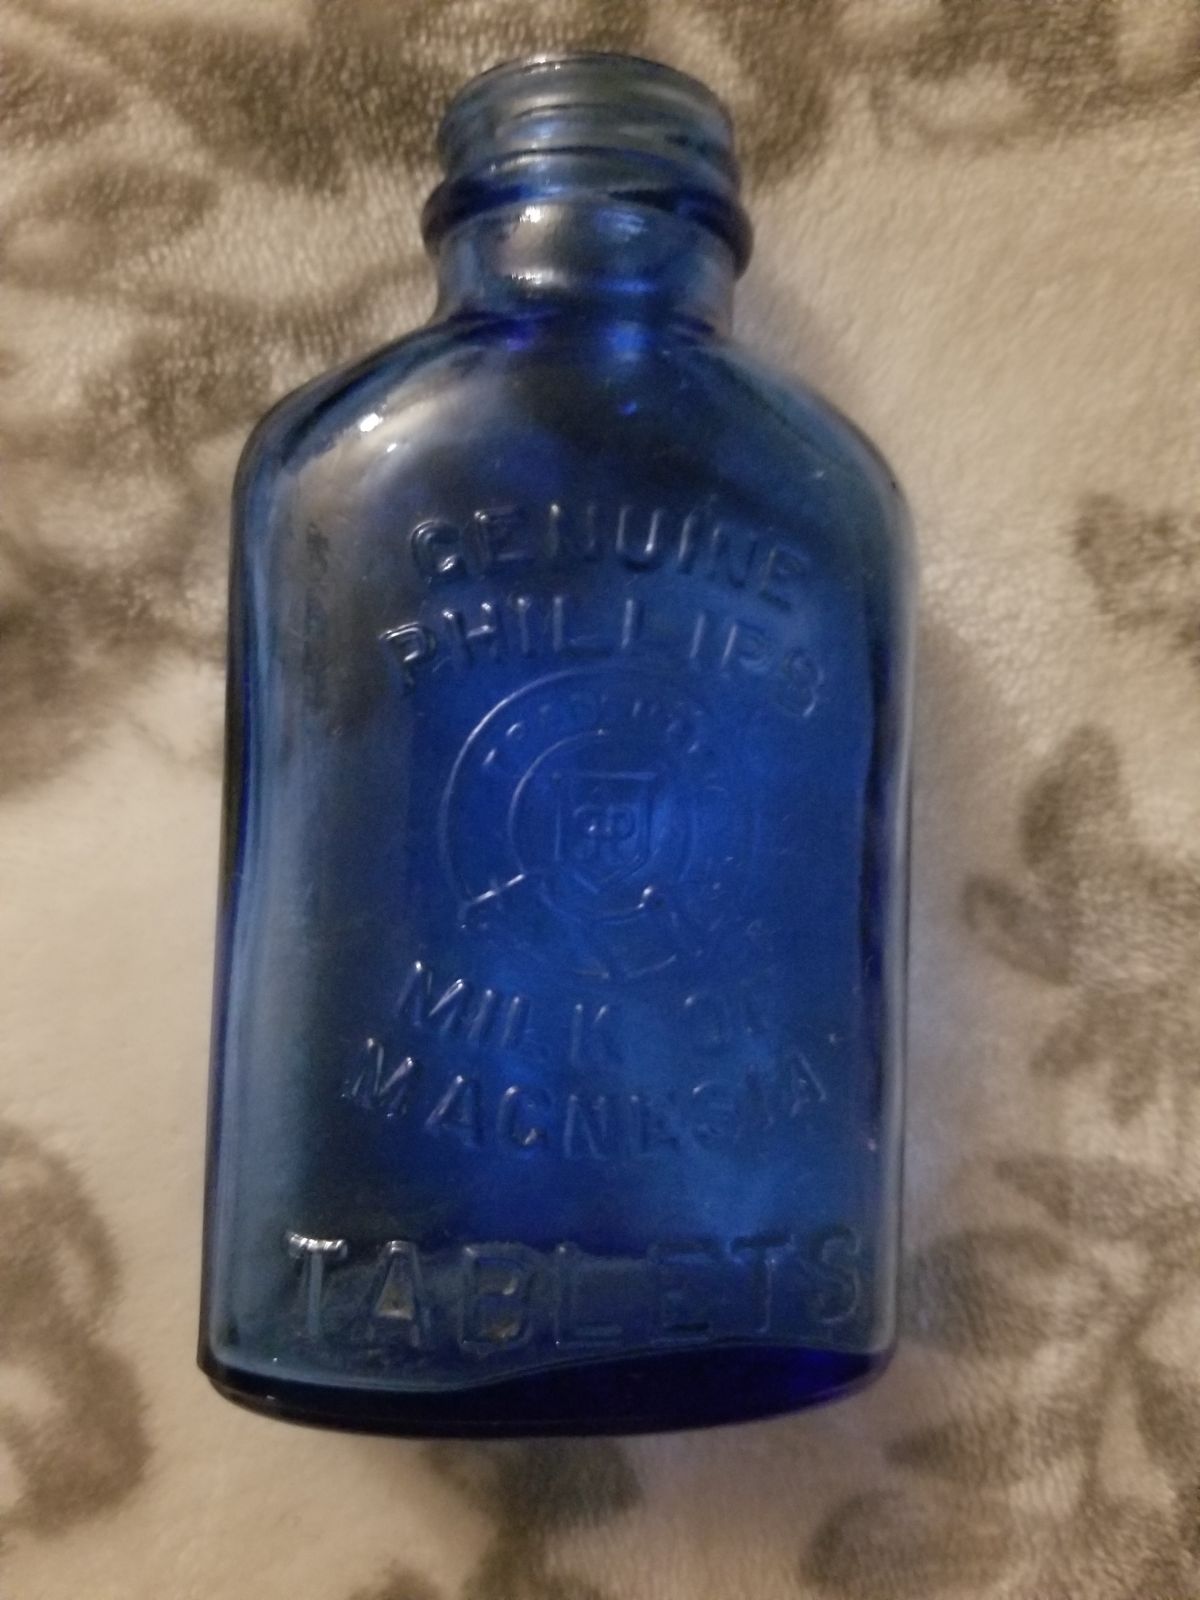 GENUINE
PHILLIPS
MILK OF
MAGNESIA
TABLETS